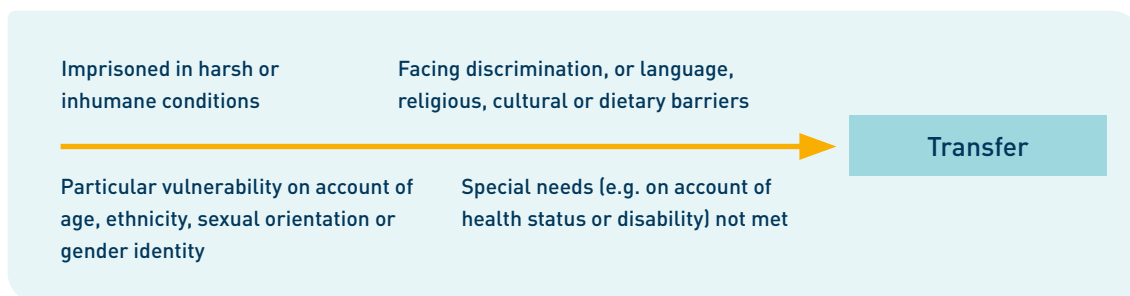 Imprisoned in harsh or
inhumane conditions
Facing discrimination, or language,
religious, cultural or dietary barriers
Transfer
Particular vulnerability on account of
age, ethnicity, sexual orientation or
gender identity
Special needs (e.g. on account of
health status or disability) not met